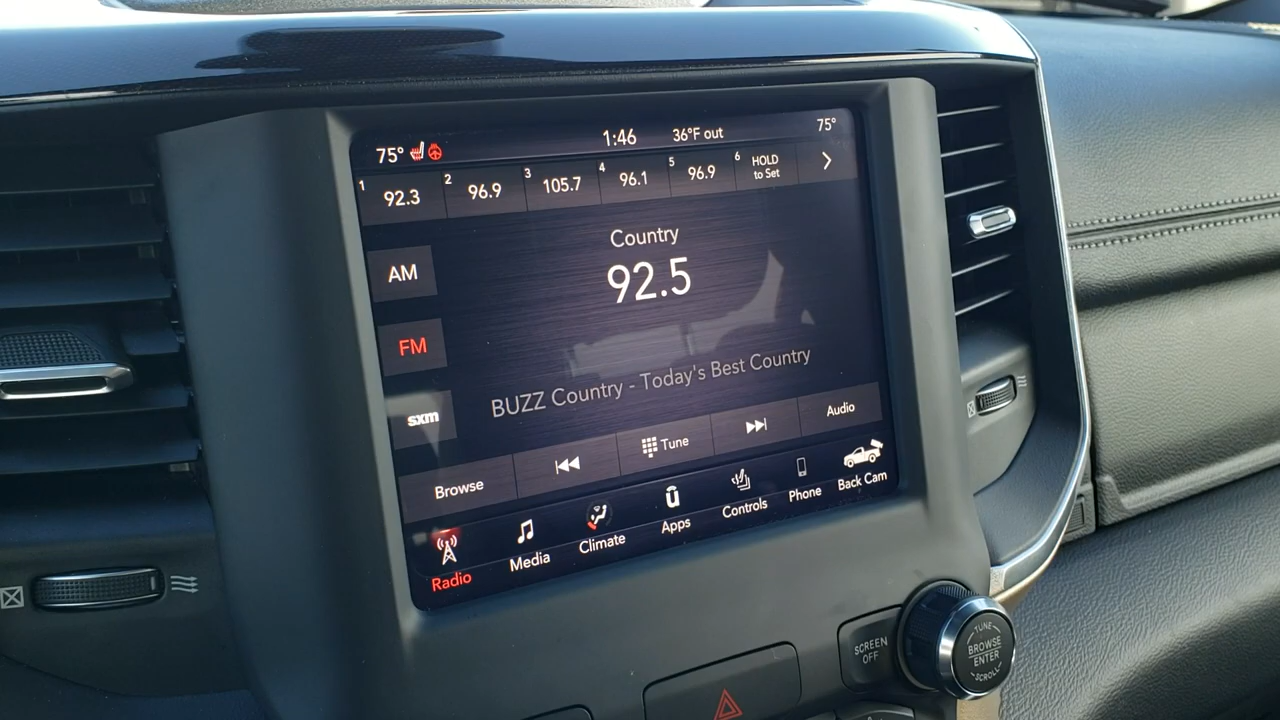 75° 1:46 36°F out 75°
1 92.3 2 96.9 3 105.7 4 96.1 5 96.9 6 HOLD to Set
Country
AM
92.5
FM
BUZZ Country - Today's Best Country
sxm
Browse Tune Audio
Radio Media Climate Apps Controls Phone Back Cam
SCREEN
OFF
TUNE
BROWSE
ENTER
SCROLL